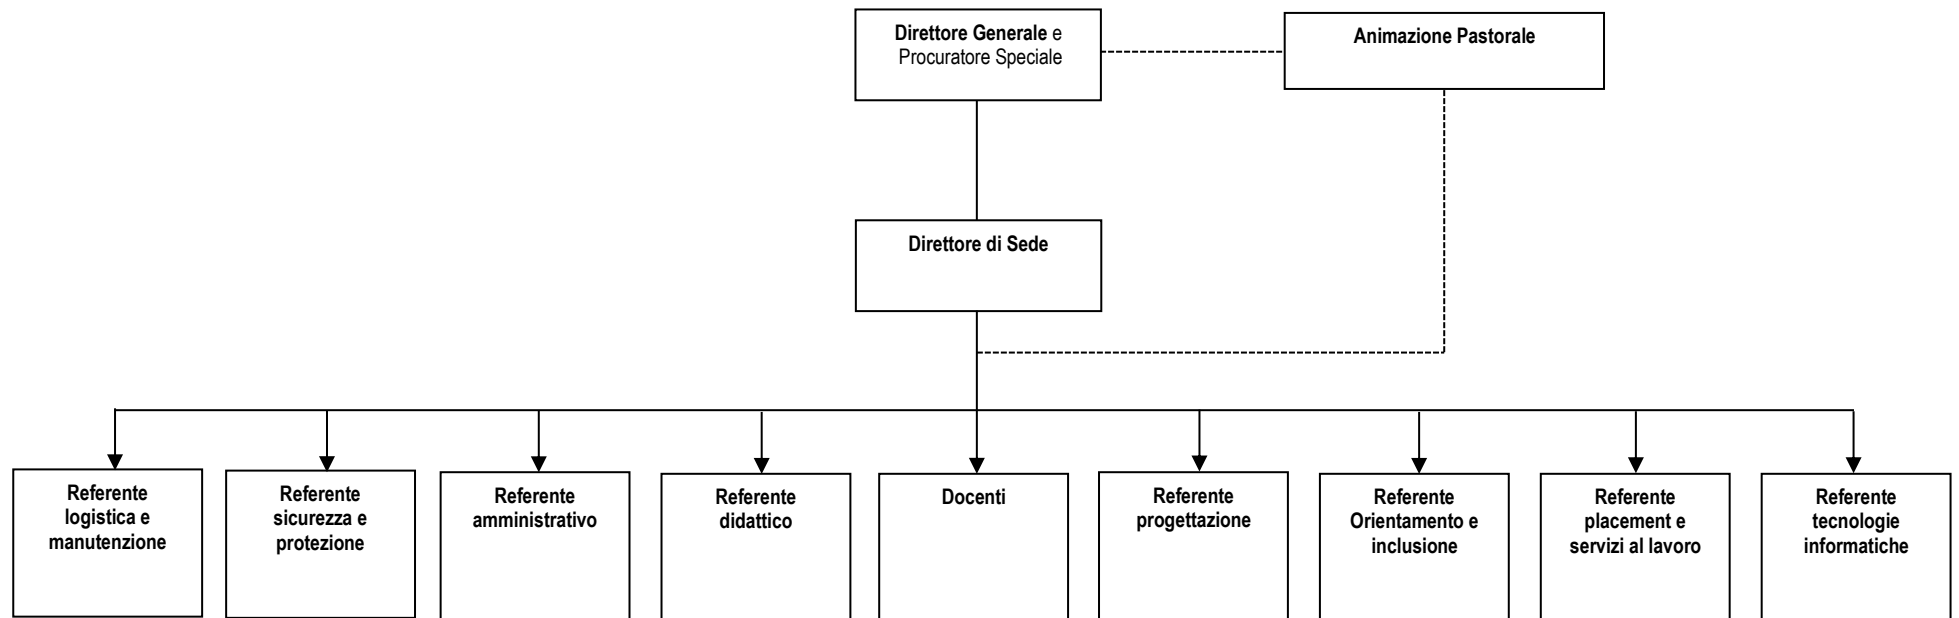 Direttore Generale e
Procuratore Speciale
Animazione Pastorale
Direttore di Sede
Referente
logistica e
manutenzione
Referente
sicurezza e
protezione
Referente
amministrativo
Referente
didattico
Docenti
Referente
progettazione
Referente
Orientamento e
inclusione
Referente
placement e
servizi al lavoro
Referente
tecnologie
informatiche